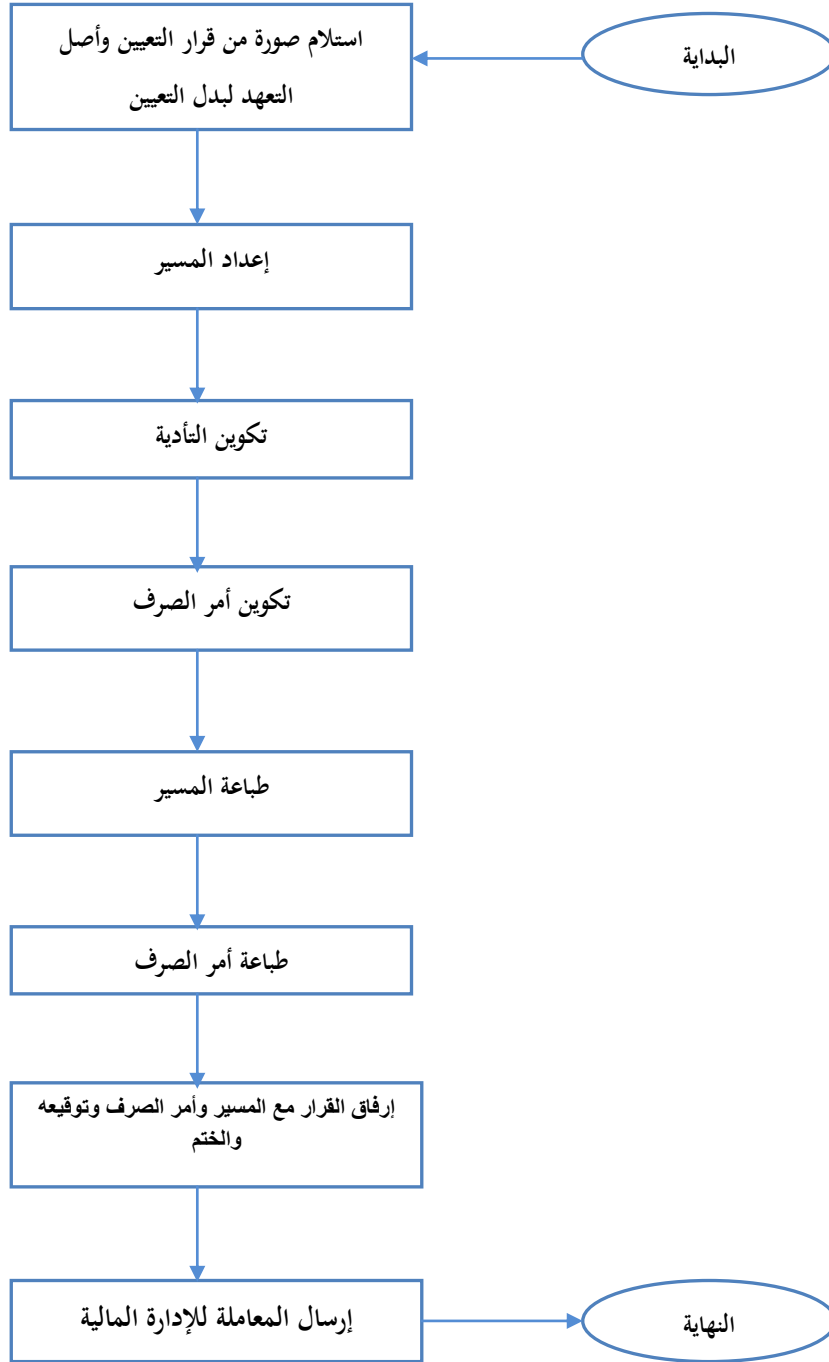 البداية
استلام صورة من قرار التعيين وأصل
التعهد لبدل التعيين
إعداد المسير
تكوين التأدية
تكوين أمر الصرف
طباعة المسير
طباعة أمر الصرف
إرفاق القرار مع المسير وأمر الصرف وتوقيعه
والختم
إرسال المعاملة للإدارة المالية
النهاية